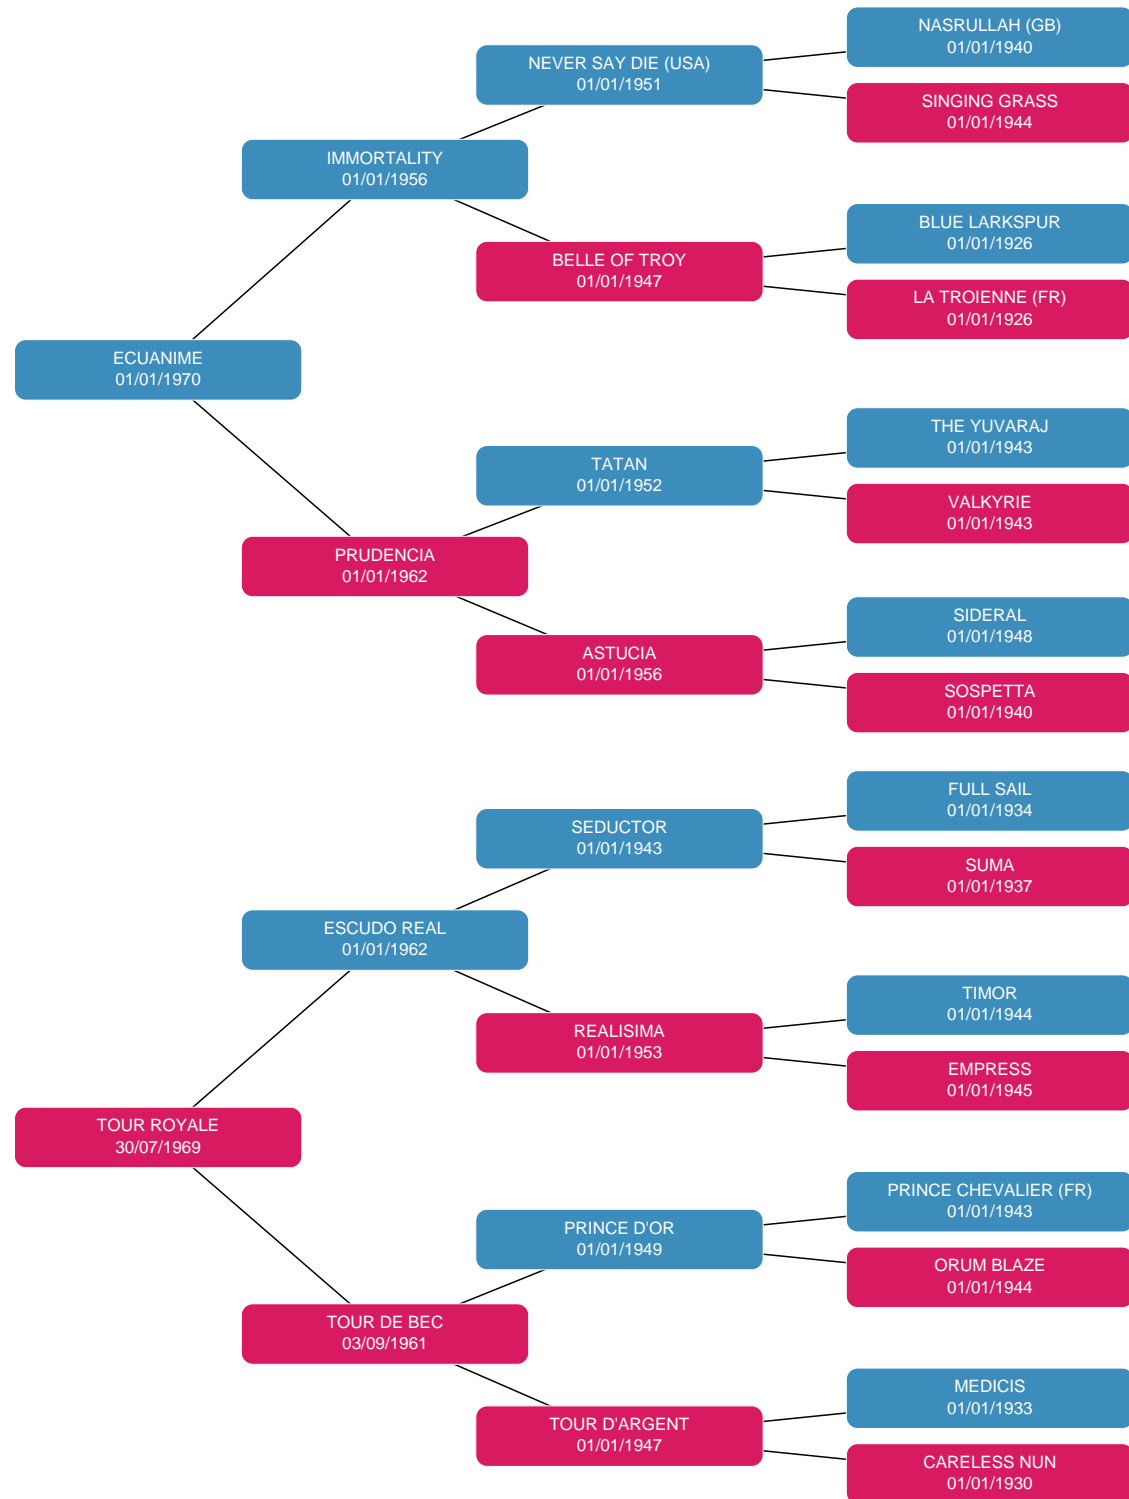 NASRULLAH (GB)
01/01/1940
NEVER SAY DIE (USA)
01/01/1951
SINGING GRASS
01/01/1944
IMMORTALITY
01/01/1956
BLUE LARKSPUR
01/01/1926
BELLE OF TROY
01/01/1947
LA TROIENNE (FR)
01/01/1926
ECUANIME
01/01/1970
THE YUVARAJ
01/01/1943
TATAN
01/01/1952
VALKYRIE
01/01/1943
PRUDENCIA
01/01/1962
SIDERAL
01/01/1948
ASTUCIA
01/01/1956
SOSPETTA
01/01/1940
FULL SAIL
01/01/1934
SEDUCTOR
01/01/1943
SUMA
01/01/1937
ESCUDO REAL
01/01/1962
TIMOR
01/01/1944
REALISIMA
01/01/1953
EMPRESS
01/01/1945
TOUR ROYALE
30/07/1969
PRINCE CHEVALIER (FR)
01/01/1943
PRINCE D'OR
01/01/1949
ORUM BLAZE
01/01/1944
TOUR DE BEC
03/09/1961
MEDICIS
01/01/1933
TOUR D'ARGENT
01/01/1947
CARELESS NUN
01/01/1930